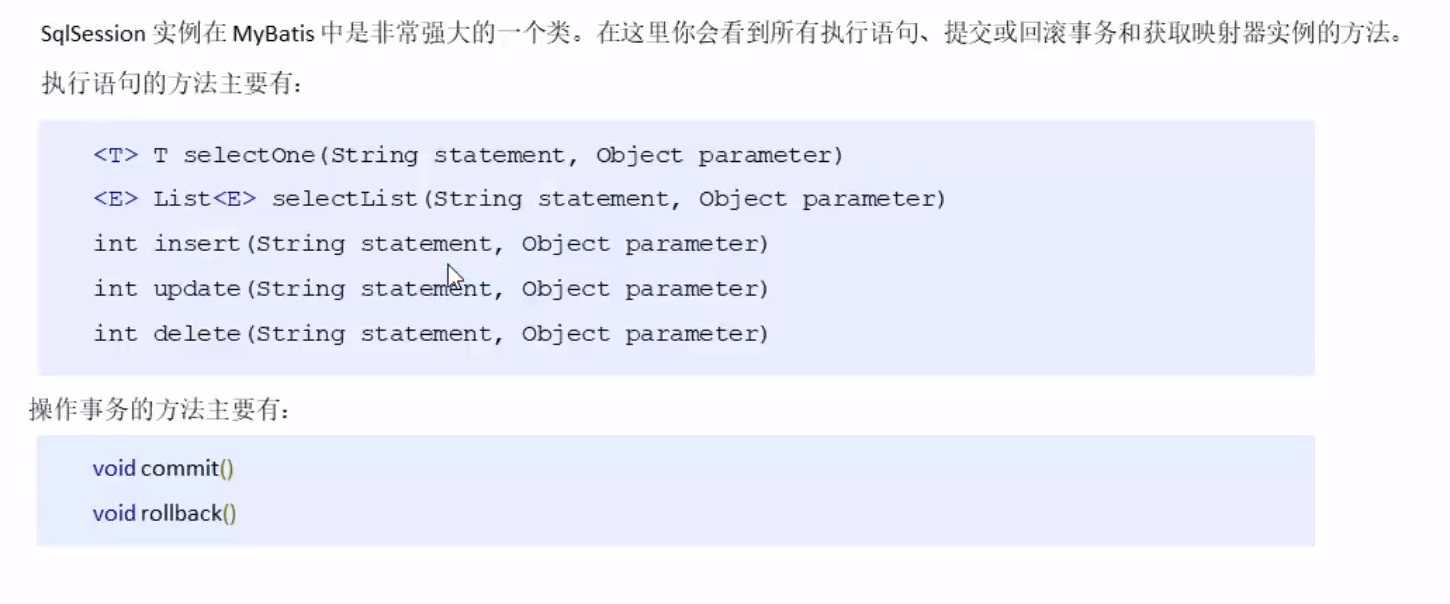 SqlSession 实例在 MyBatis 中是非常强大的一个类。在这里你会看到所有执行语句、提交或回滚事务和获取映射器实例的方法。
执行语句的方法主要有：
<T> T selectOne(String statement, Object parameter)
<E> List<E> selectList(String statement, Object parameter)
int insert(String statement, Object parameter)
int update(String statement, Object parameter)
int delete(String statement, Object parameter)
操作事务的方法主要有：
void commit()
void rollback()